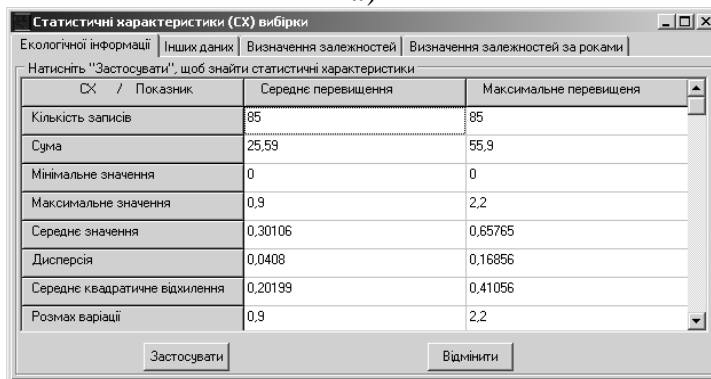 Статистичні характеристики (СХ) вибірки
Екологічної інформації Інших даних Визначення залежностей Визначення залежностей за роками
Натисніть "Застосувати", щоб знайти статистичні характеристики
СХ / Показник Середнє перевищення Максимальне перевищеня
Кількість записів 85 85
Сума 25,59 55,9
Мінімальне значення 0 0
Максимальне значення 0,9 2,2
Середнє значення 0,30106 0,65765
Дисперсія 0,0408 0,16856
Середнє квадратичне відхилення 0,20199 0,41056
Розмах варіації 0,9 2,2
Застосувати Відмінити